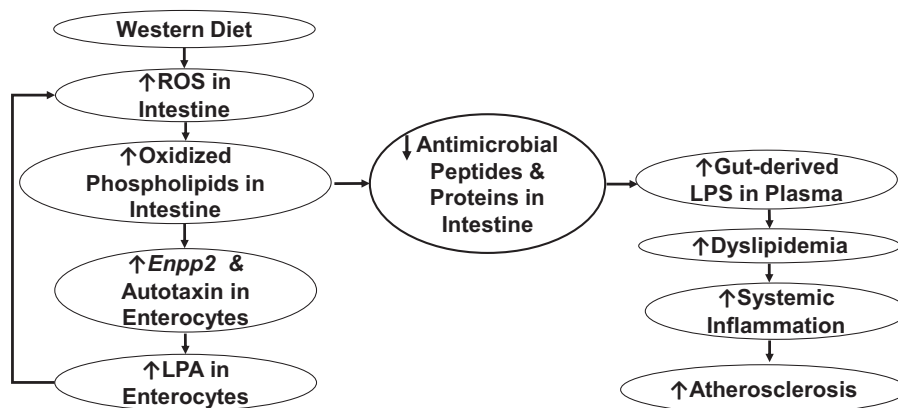 Western Diet
↑ROS in
Intestine
↑Oxidized
Phospholipids in
Intestine
↑Enpp2 &
Autotaxin in
Enterocytes
↑LPA in
Enterocytes
↓Antimicrobial
Peptides &
Proteins in
Intestine
↑Gut-derived
LPS in Plasma
↑Dyslipidemia
↑Systemic
Inflammation
↑Atherosclerosis